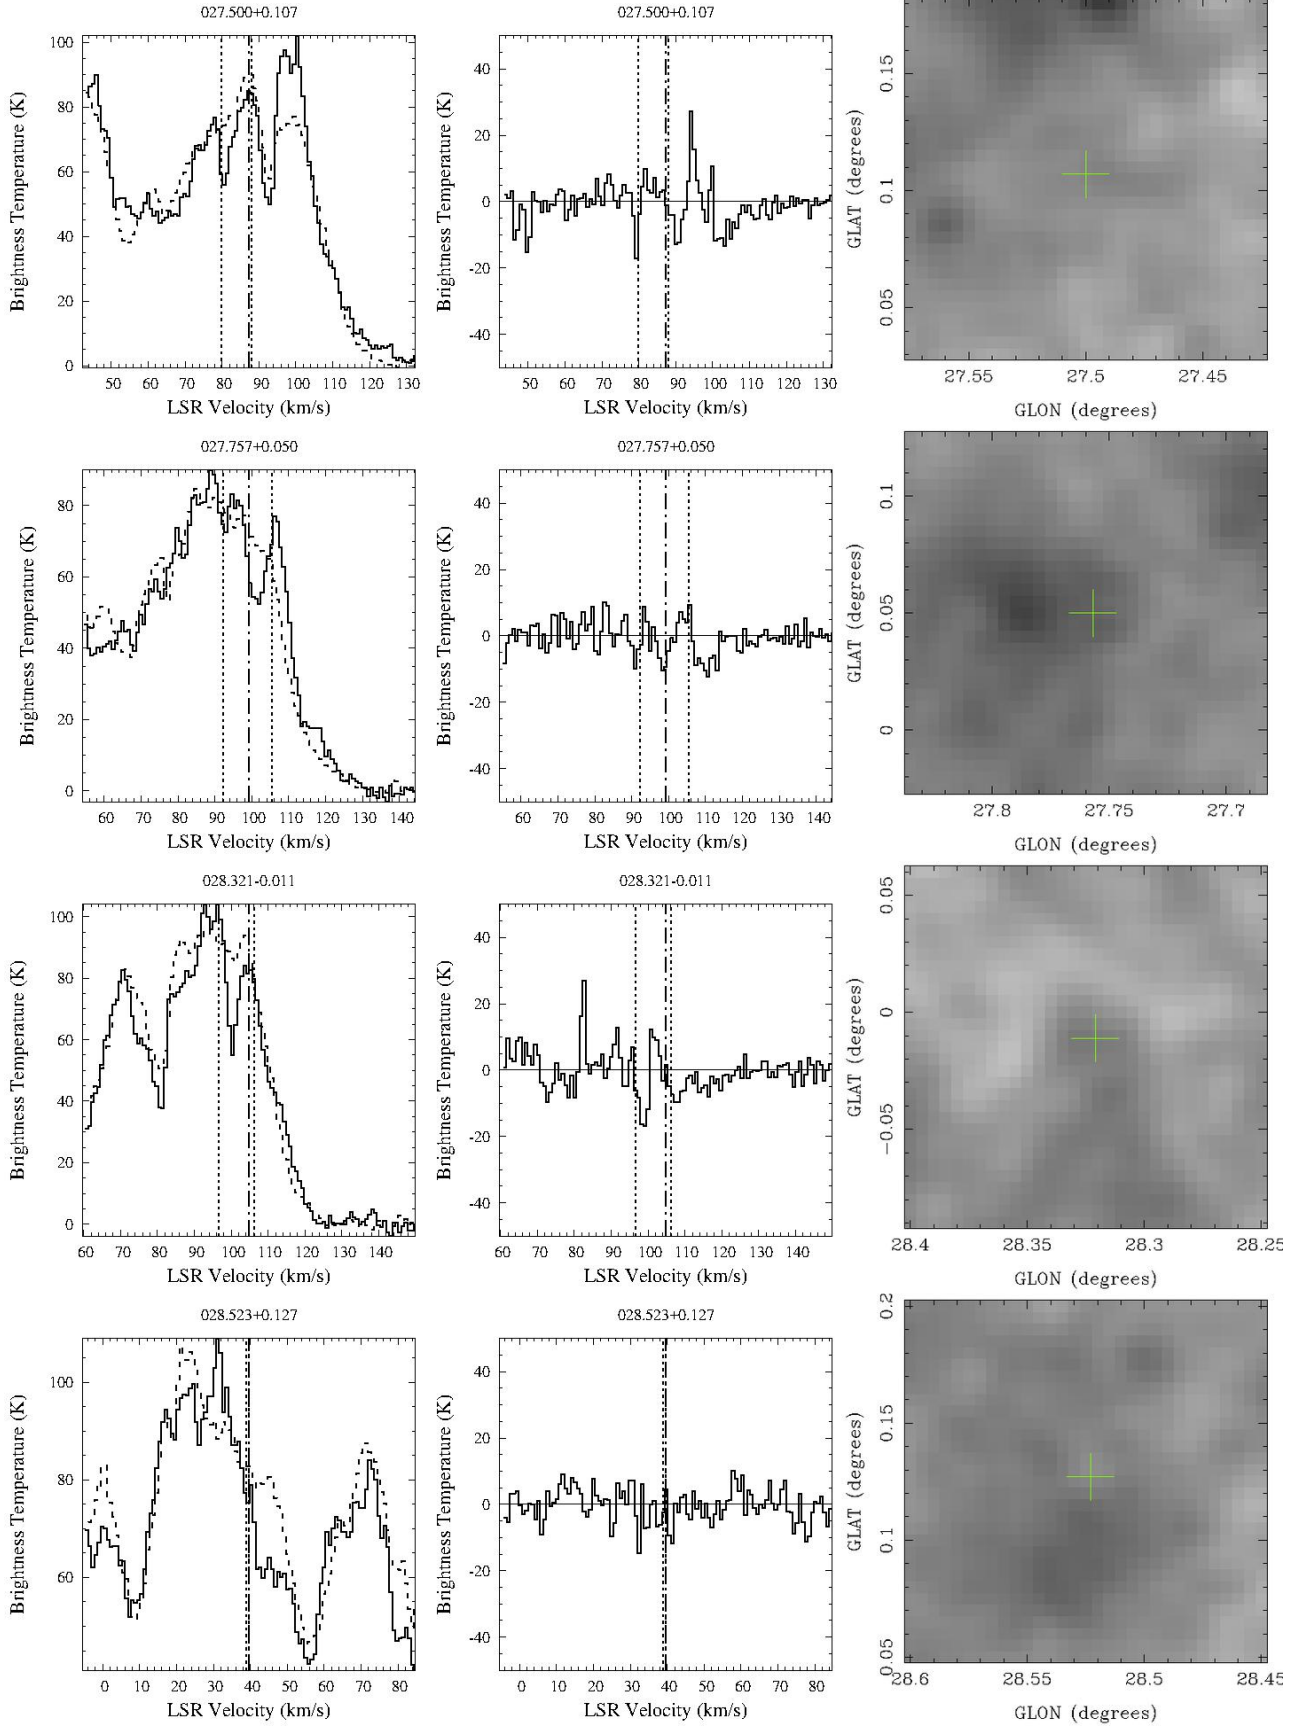 027.500+0.107
Brightness Temperature (K)
100
80
60
40
20
0
50 60 70 80 90 100 110 120 132
LSR Velocity (km/s)
027.500+0.107
Brightness Temperature (K)
40
20
0
-20
-40
50 60 70 80 90 100 110 120 132
LSR Velocity (km/s)
GLAT (degrees)
0.15
0.1
0.05
27.55 27.5 27.45
GLON (degrees)
027.757+0.050
Brightness Temperature (K)
80
60
40
20
0
60 70 80 90 100 110 120 130 140
LSR Velocity (km/s)
027.757+0.050
Brightness Temperature (K)
40
20
0
-20
-40
60 70 80 90 100 110 120 130 140
LSR Velocity (km/s)
GLAT (degrees)
0.1
0.05
0
27.8 27.75 27.7
GLON (degrees)
028.321-0.011
Brightness Temperature (K)
100
80
60
40
20
0
60 70 80 90 100 110 120 130 140
LSR Velocity (km/s)
028.321-0.011
Brightness Temperature (K)
40
20
0
-20
-40
60 70 80 90 100 110 120 130 140
LSR Velocity (km/s)
GLAT (degrees)
0.05
0
−0.05
28.4 28.35 28.3 28.25
GLON (degrees)
028.523+0.127
Brightness Temperature (K)
100
80
60
0 10 20 30 40 50 60 70 80
LSR Velocity (km/s)
028.523+0.127
Brightness Temperature (K)
40
20
0
-20
-40
0 10 20 30 40 50 60 70 80
LSR Velocity (km/s)
GLAT (degrees)
0.2
0.15
0.1
0.05
28.6 28.55 28.5 28.45
GLON (degrees)